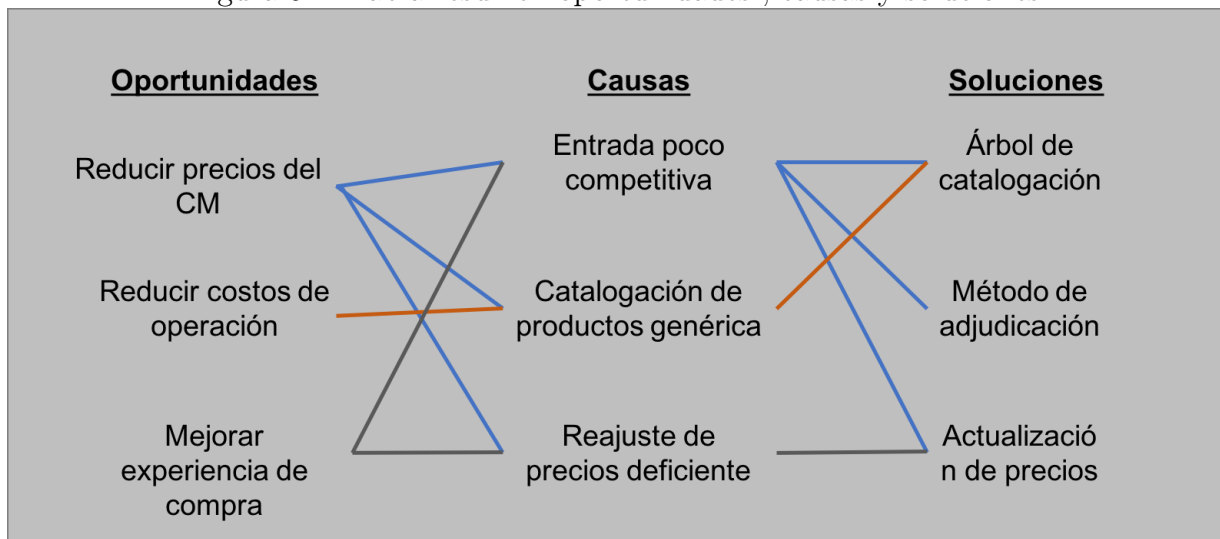 Oportunidades
Causas
Soluciones
Reducir precios del
CM
Entrada poco
competitiva
Árbol de
catalogación
Reducir costos de
operación
Catalogación de
productos genérica
Método de
adjudicación
Mejorar
experiencia de
compra
Reajuste de
precios deficiente
Actualizació
n de precios